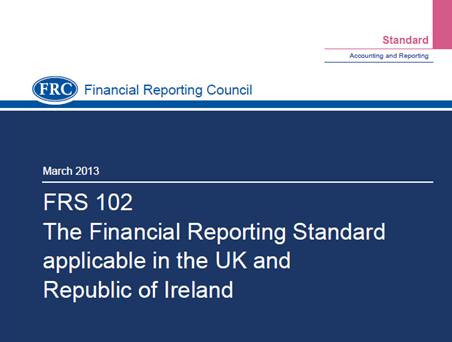 Standard
Accounting and Reporting
FRC Financial Reporting Council
March 2013
FRS 102
The Financial Reporting Standard
applicable in the UK and
Republic of Ireland